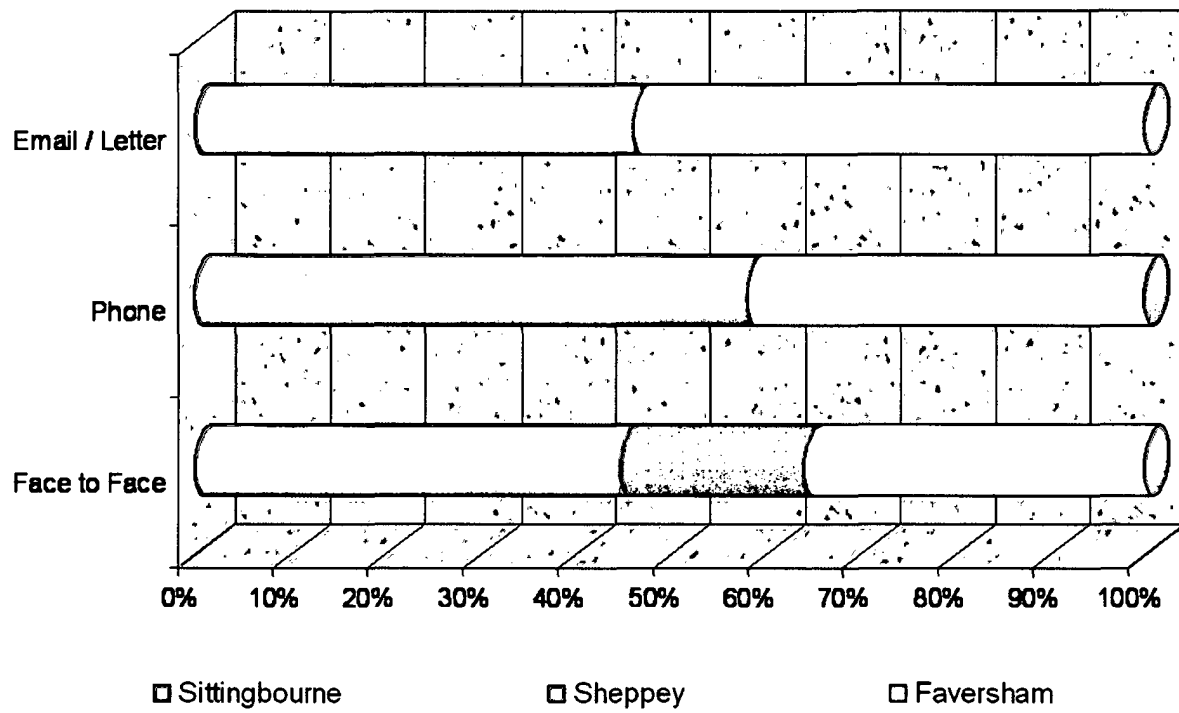 Email / Letter
Phone
Face to Face
0% 10% 20% 30% 40% 50% 60% 70% 80% 90% 100%
Sittingbourne Sheppey Faversham